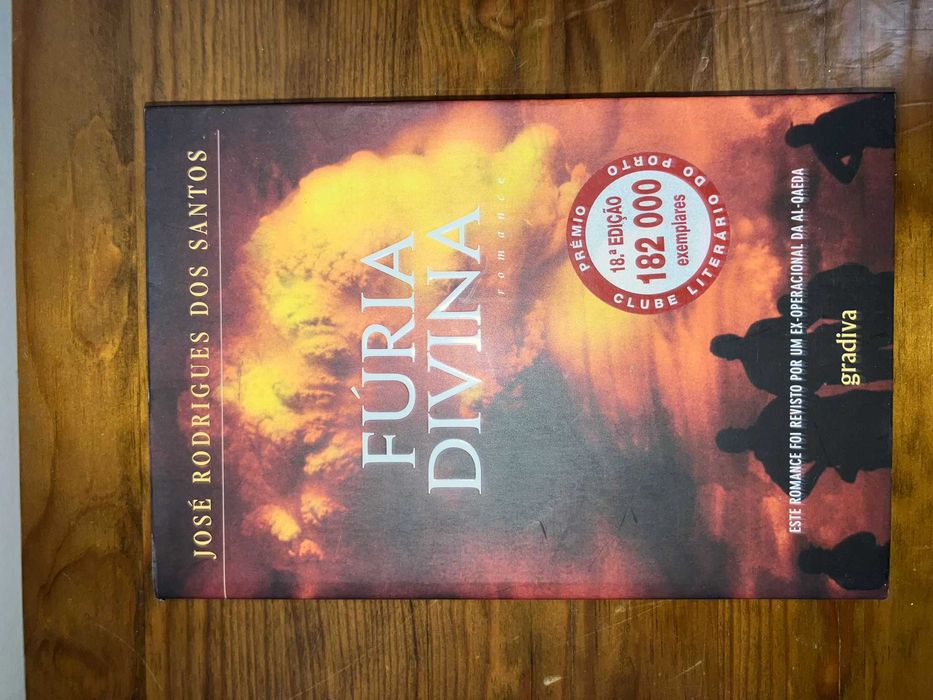 JOSÉ RODRIGUES DOS SANTOS
FÚRIA
DIVINA
romance
PRÉMIO
CLUBE LITERÁRIO DO PORTO
18.ª EDIÇÃO
182 000
exemplares
ESTE ROMANCE FOI REVISTO POR UM EX-OPERACIONAL DA AL-QAEDA
gradiva